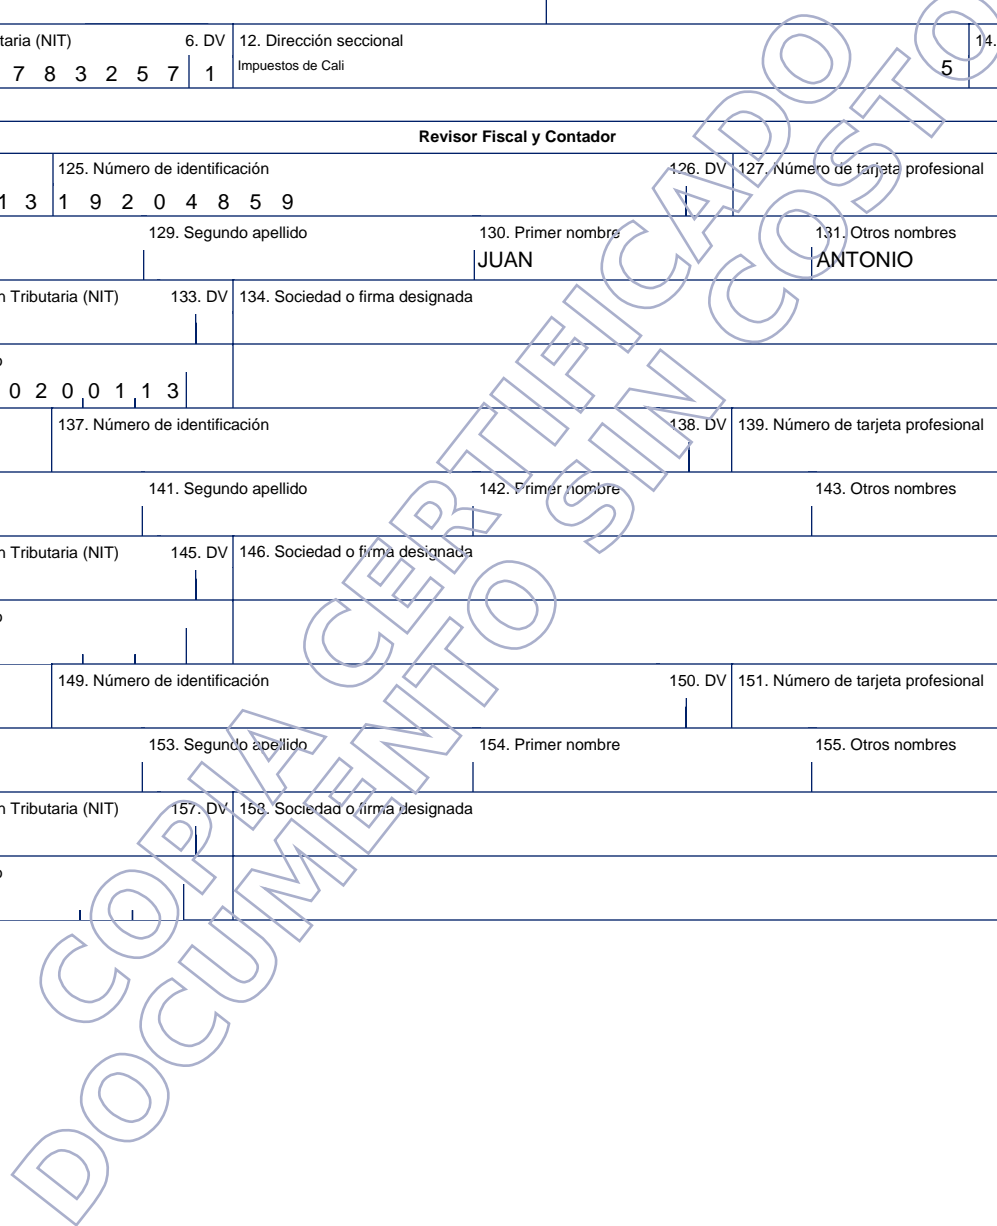 taria (NIT) 6. DV 12. Dirección seccional 14.
7 8 3 2 5 7 1 Impuestos de Cali 5
Revisor Fiscal y Contador
125. Número de identificación 126. DV 127. Número de tarjeta profesional
1 3 1 9 2 0 4 8 5 9
129. Segundo apellido 130. Primer nombre 131. Otros nombres
JUAN ANTONIO
n Tributaria (NIT) 133. DV 134. Sociedad o firma designada
0 2 0 0 1 1 3
137. Número de identificación 138. DV 139. Número de tarjeta profesional
141. Segundo apellido 142. Primer nombre 143. Otros nombres
n Tributaria (NIT) 145. DV 146. Sociedad o firma designada
149. Número de identificación 150. DV 151. Número de tarjeta profesional
153. Segundo apellido 154. Primer nombre 155. Otros nombres
n Tributaria (NIT) 157. DV 158. Sociedad o firma designada
COPIA CERTIFICADO
DOCUMENTO SIN COSTO